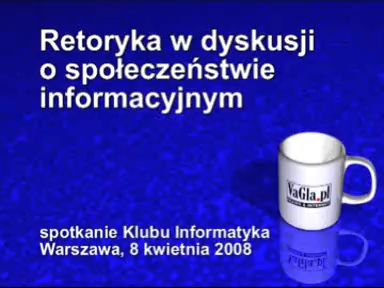 Retoryka w dyskusji
o społeczeństwie
informacyjnym
VaGla.pl
spotkanie Klubu Informatyka
Warszawa, 8 kwietnia 2008